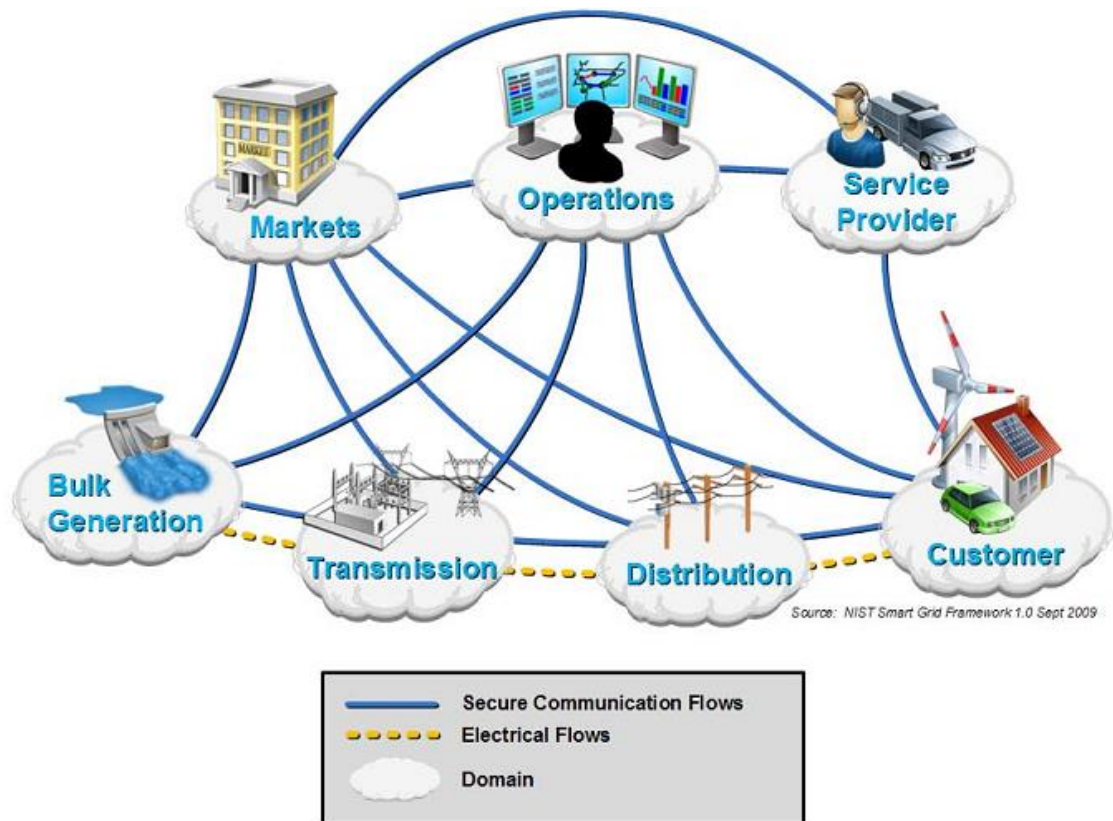 MARKET
Markets
Operations
Service
Provider
Bulk
Generation
Transmission
Distribution
Customer
Source: NIST Smart Grid Framework 1.0 Sept 2009
Secure Communication Flows
Electrical Flows
Domain